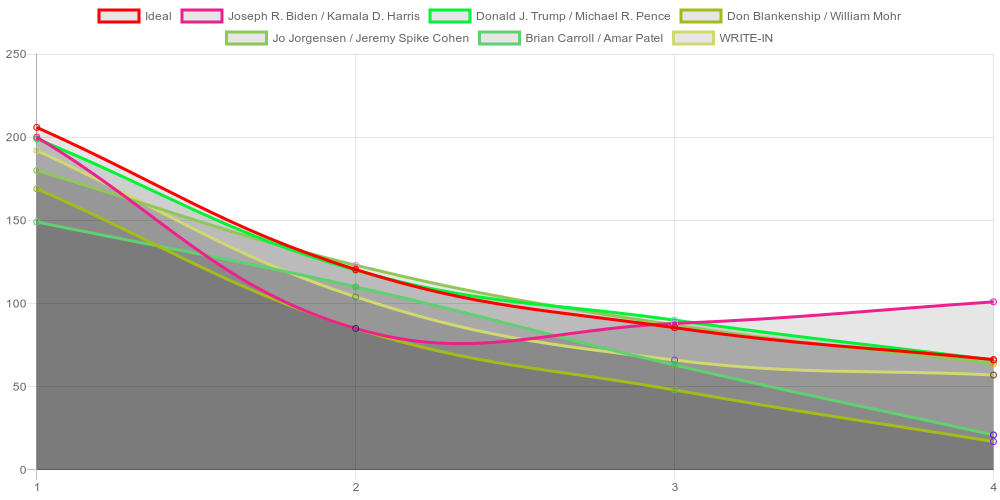 Ideal Joseph R. Biden / Kamala D. Harris Donald J. Trump / Michael R. Pence Don Blankenship / William Mohr
Jo Jorgensen / Jeremy Spike Cohen Brian Carroll / Amar Patel WRITE-IN
250
200
150
100
50
0
1 2 3 4